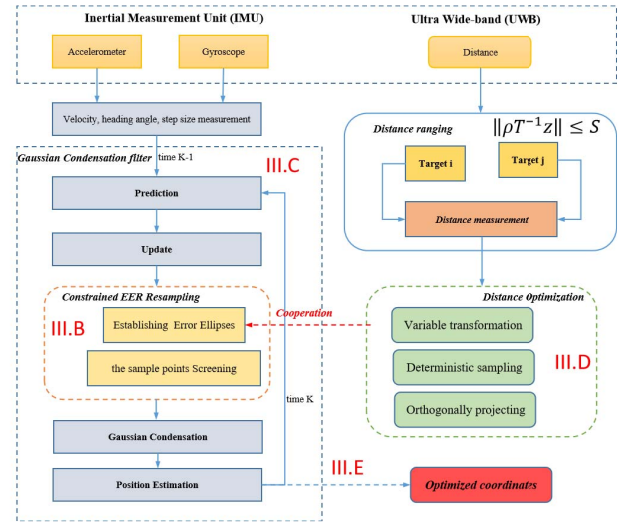 Inertial Measurement Unit (IMU)
Ultra Wide-band (UWB)
Accelerometer
Gyroscope
Distance
Velocity, heading angle, step size measurement
Distance ranging
‖ρT⁻¹z‖ ≤ S
Target i
Target j
Distance measurement
Gaussian Condensation filter
time K-1
III.C
Prediction
Update
Constrained EER Resampling
III.B
Establishing Error Ellipses
the sample points Screening
Cooperation
Distance Optimization
Variable transformation
Deterministic sampling
Orthogonally projecting
III.D
time K
Gaussian Condensation
Position Estimation
III.E
Optimized coordinates